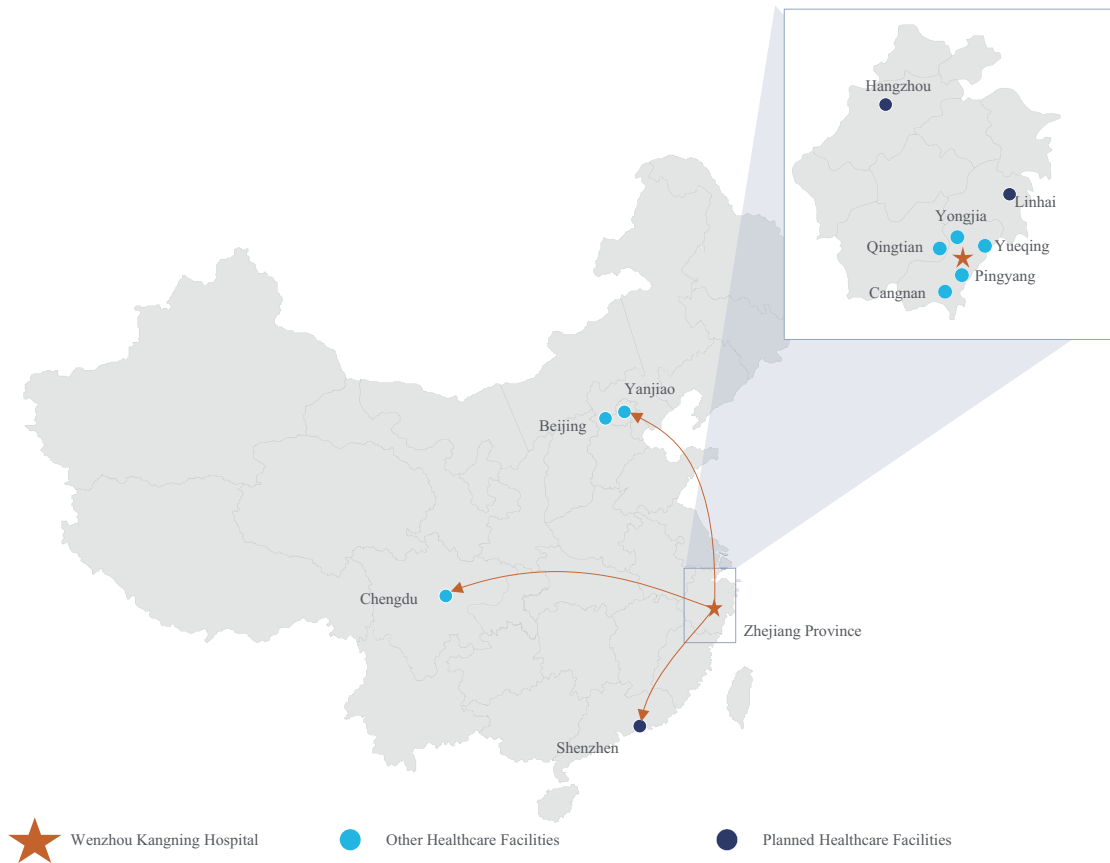 Hangzhou
Linhai
Yongjia
Qingtian
Yueqing
Pingyang
Cangnan
Yanjiao
Beijing
Chengdu
Zhejiang Province
Shenzhen
Wenzhou Kangning Hospital
Other Healthcare Facilities
Planned Healthcare Facilities